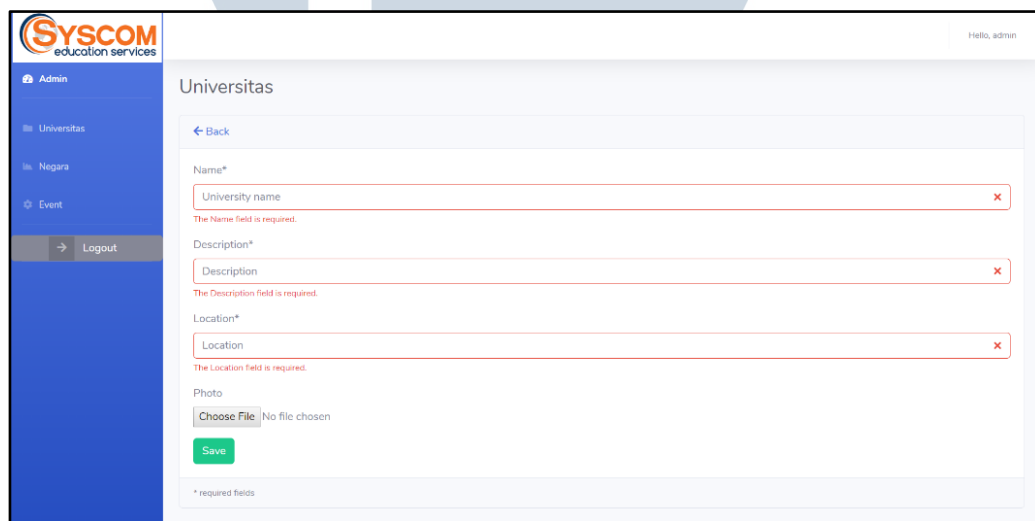 SYSCOM
education services
Hello, admin
Admin
Universitas
Negara
Event
Logout
Universitas
Back
Name*
University name
The Name field is required.
Description*
Description
The Description field is required.
Location*
Location
The Location field is required.
Photo
Choose File No file chosen
Save
* required fields